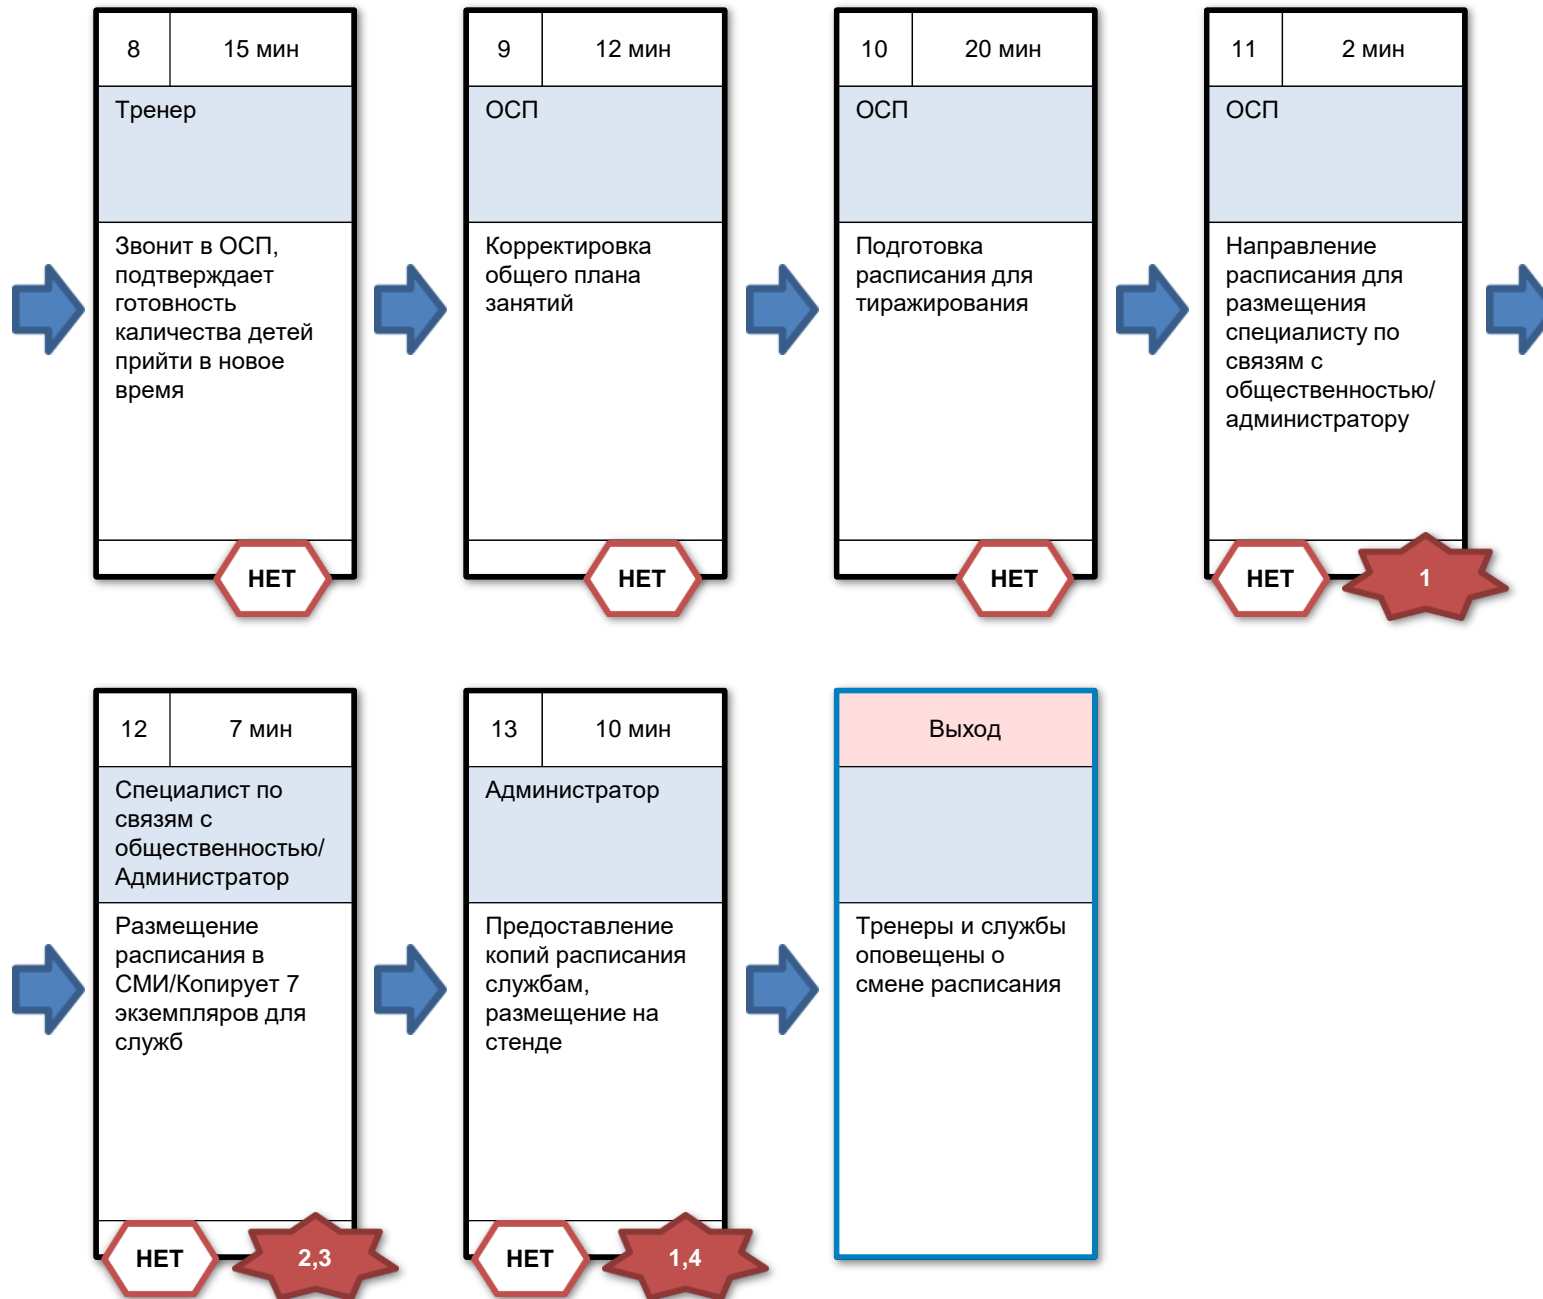 8 15 мин
Тренер
Звонит в ОСП,
подтверждает
готовность
каличества детей
прийти в новое
время
НЕТ
9 12 мин
ОСП
Корректировка
общего плана
занятий
НЕТ
10 20 мин
ОСП
Подготовка
расписания для
тиражирования
НЕТ
11 2 мин
ОСП
Направление
расписания для
размещения
специалисту по
связям с
общественностью/
администратору
НЕТ 1
12 7 мин
Специалист по
связям с
общественностью/
Администратор
Размещение
расписания в
СМИ/Копирует 7
экземпляров для
служб
НЕТ 2,3
13 10 мин
Администратор
Предоставление
копий расписания
службам,
размещение на
стенде
НЕТ 1,4
Выход
Тренеры и службы
оповещены о
смене расписания